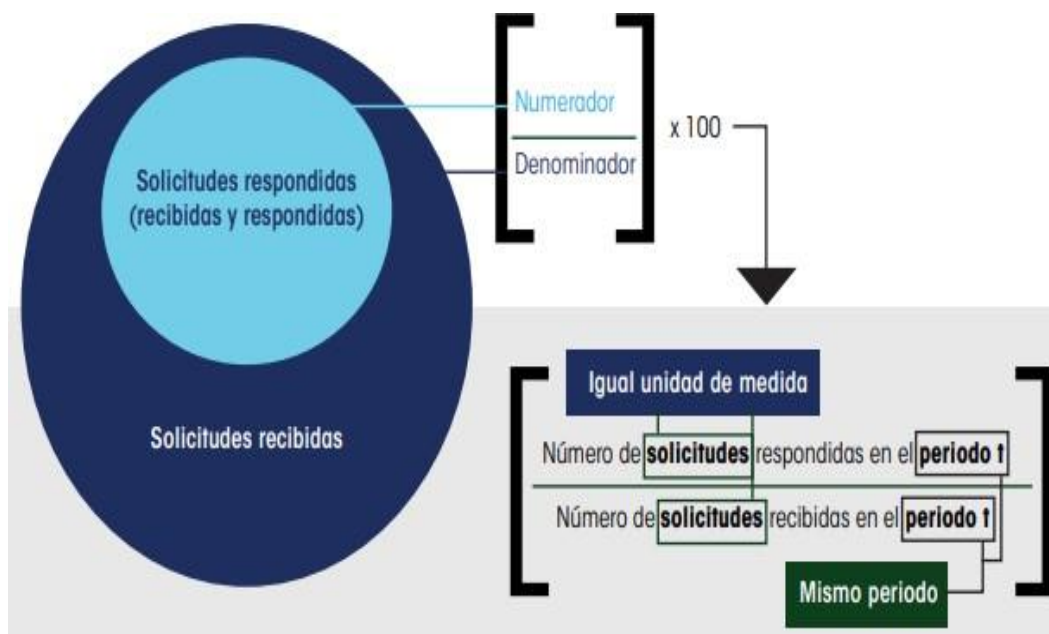 Solicitudes respondidas
(recibidas y respondidas)
Solicitudes recibidas
Numerador
Denominador
x 100
Igual unidad de medida
Número de solicitudes respondidas en el periodo t
Número de solicitudes recibidas en el periodo t
Mismo periodo